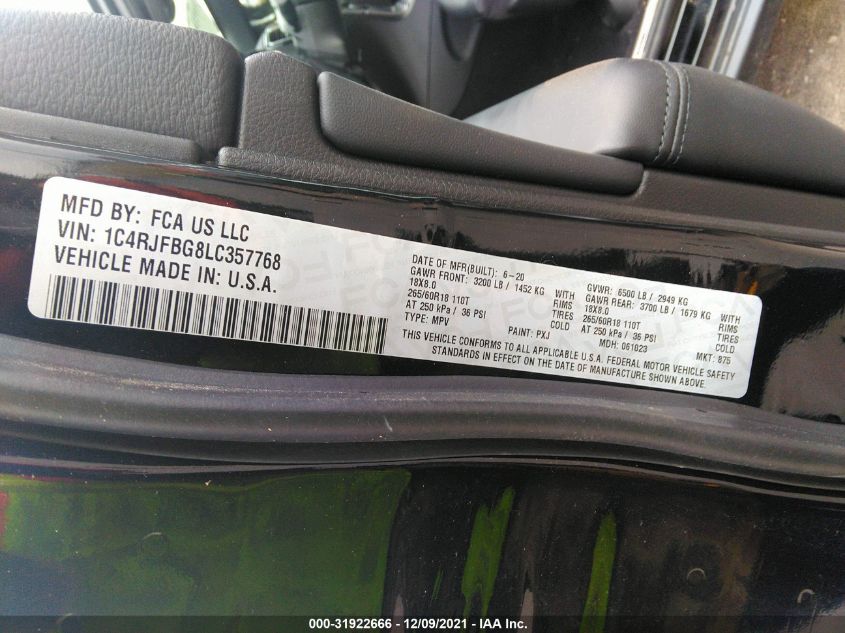 MFD BY: FCA US LLC
VIN: 1C4RJFBG8LC357768
VEHICLE MADE IN: U.S.A.
DATE OF MFR(BUILT): 6-20
GAWR FRONT: 3200 LB / 1452 KG WITH
18X8.0 RIMS
265/60R18 110T TIRES
AT 250 kPa / 36 PSI COLD
TYPE: MPV PAINT: PXJ
GVWR: 6500 LB / 2949 KG
GAWR REAR: 3700 LB / 1679 KG WITH
18X8.0 RIMS
265/60R18 110T TIRES
AT 250 kPa / 36 PSI COLD
MDH: 061023 MKT: 875
THIS VEHICLE CONFORMS TO ALL APPLICABLE U.S.A. FEDERAL MOTOR VEHICLE SAFETY
STANDARDS IN EFFECT ON THE DATE OF MANUFACTURE SHOWN ABOVE.
000-31922666 - 12/09/2021 - IAA Inc.